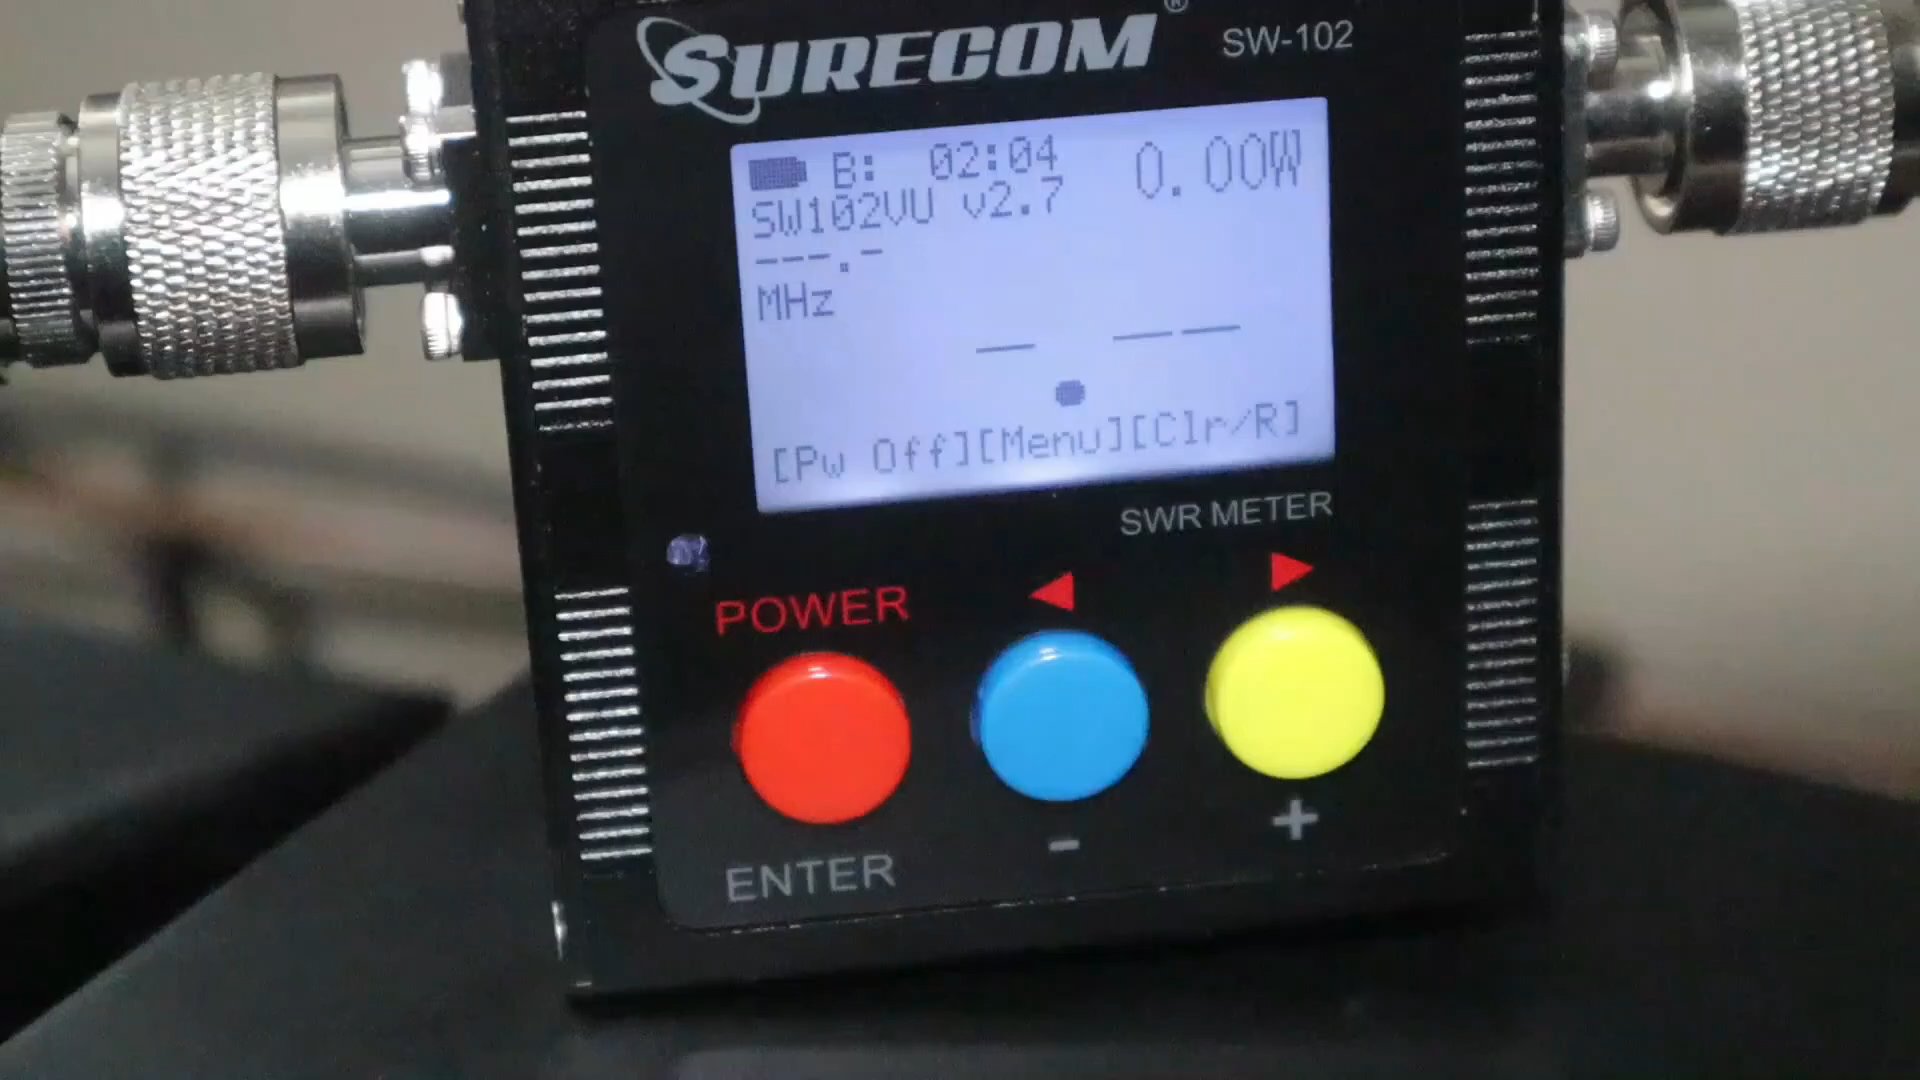 SURECOM® SW-102
B: 02:04 0.00W
SW102VU v2.7
---.-
MHz
- . --
[Pw Off][Menu][Clr/R]
SWR METER
POWER ◀ ▶
ENTER - +